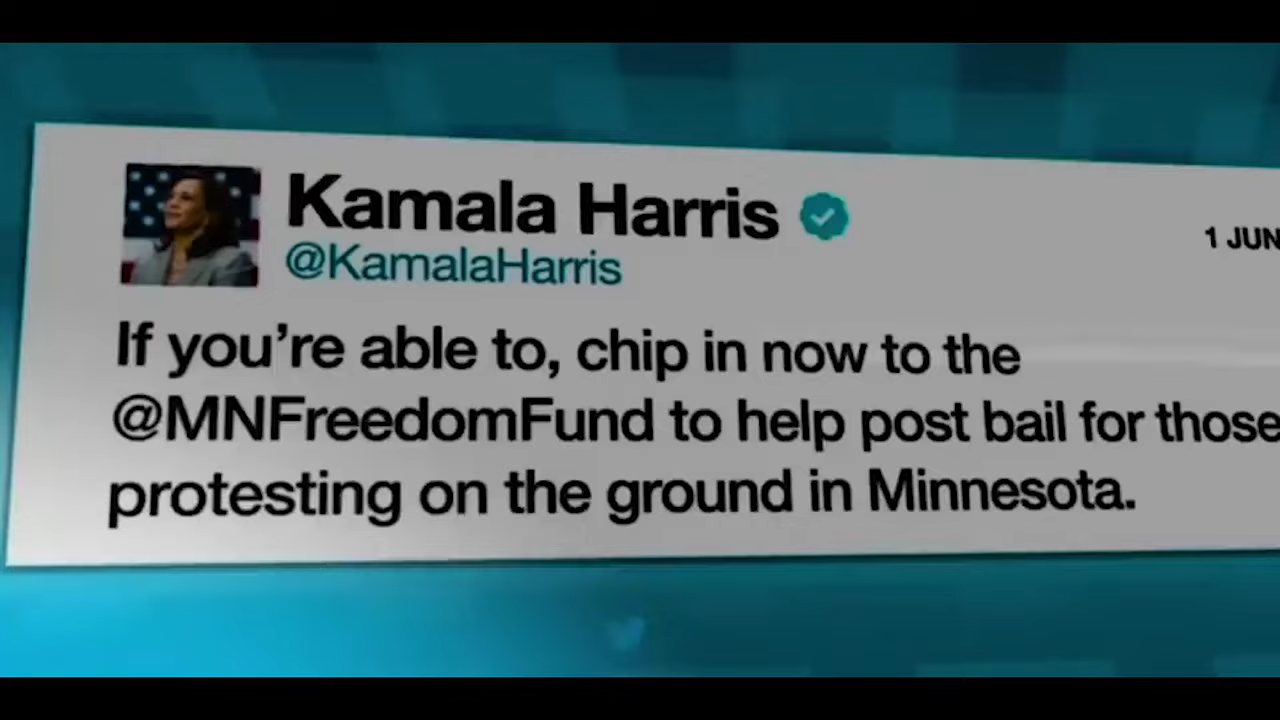 Kamala Harris
@KamalaHarris
1 JUN
If you're able to, chip in now to the
@MNFreedomFund to help post bail for those
protesting on the ground in Minnesota.